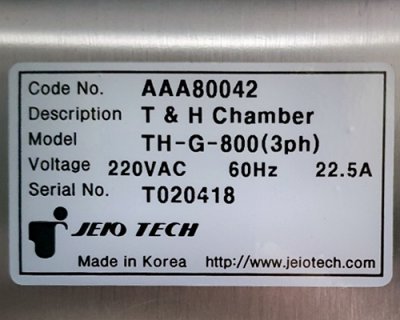 Code No. AAA80042
Description T & H Chamber
Model TH-G-800(3ph)
Voltage 220VAC 60Hz 22.5A
Serial No. T020418
JEIO TECH
Made in Korea http://www.jeiotech.com